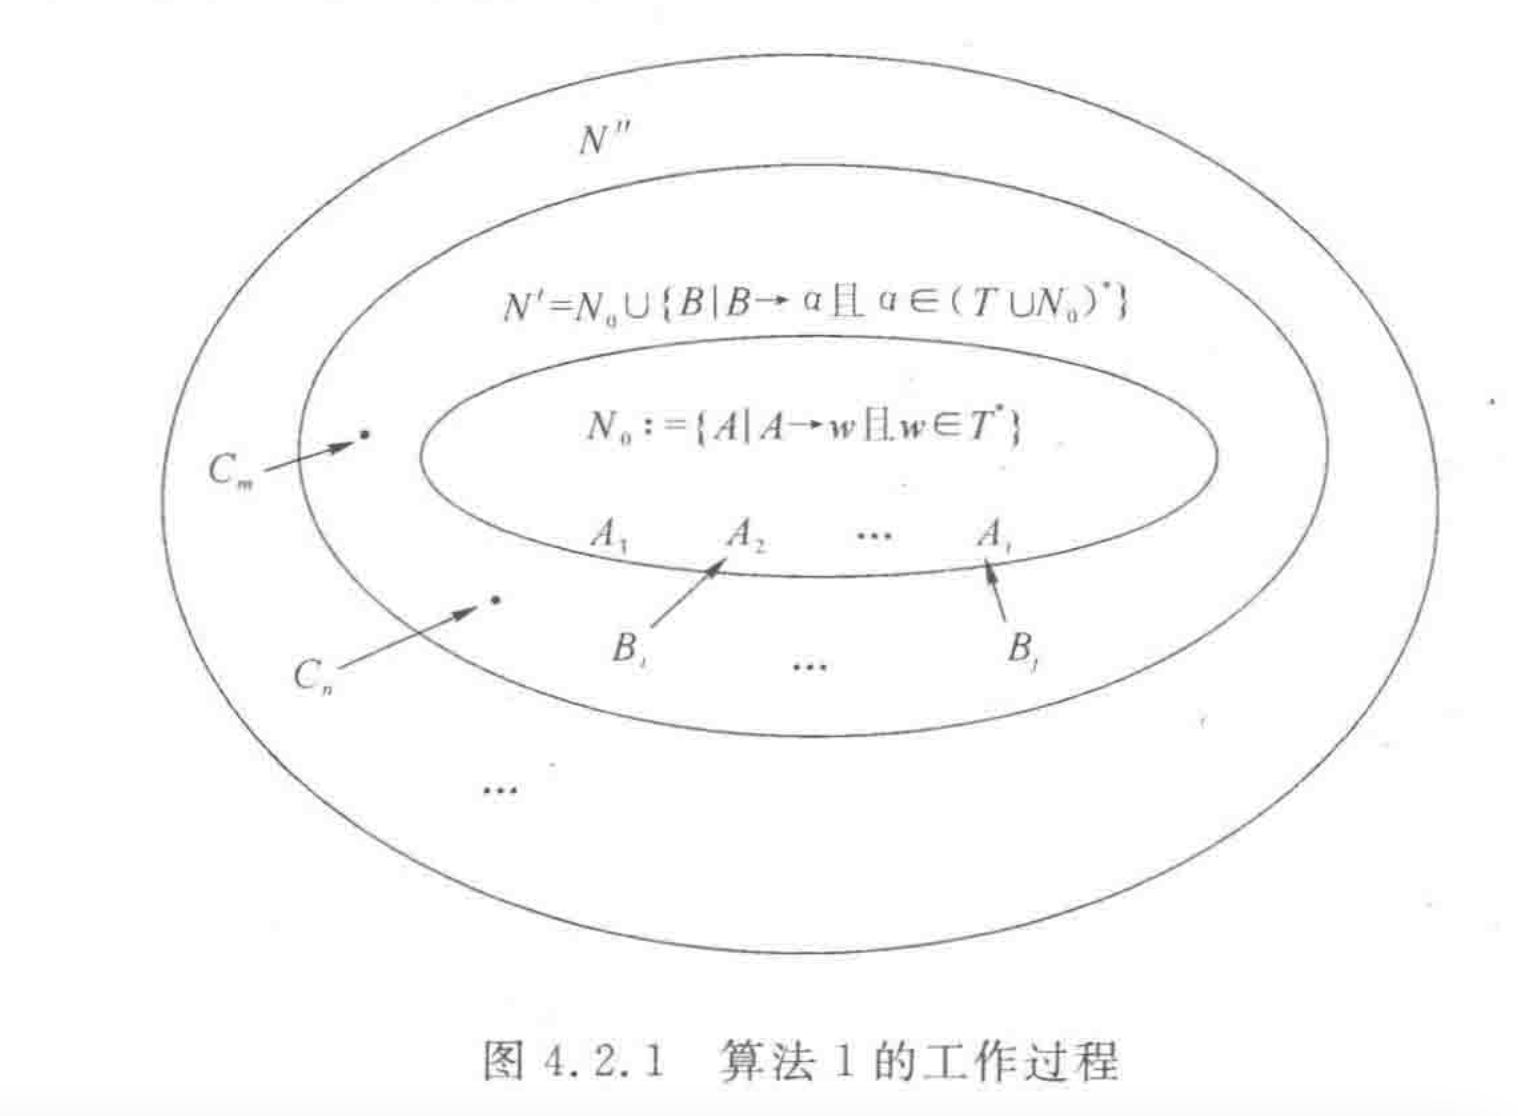 N″
N′=N₀∪{B|B→α且 α∈(T∪N₀)*}
N₀:={A|A→w且w∈T*}
Cₘ
A₁ A₂ … Aᵢ
Cₙ
Bᵢ … Bⱼ
…
图 4.2.1 算法 1 的工作过程